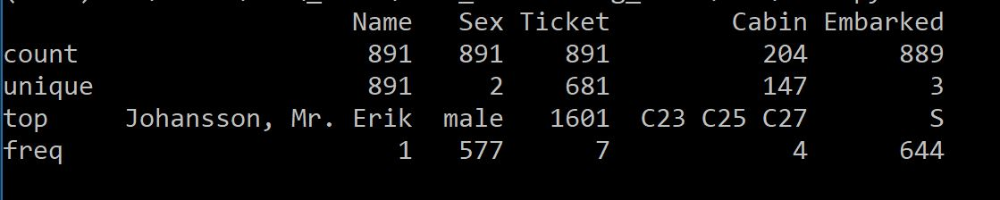 Name Sex Ticket Cabin Embarked
count 891 891 891 204 889
unique 891 2 681 147 3
top Johansson, Mr. Erik male 1601 C23 C25 C27 S
freq 1 577 7 4 644